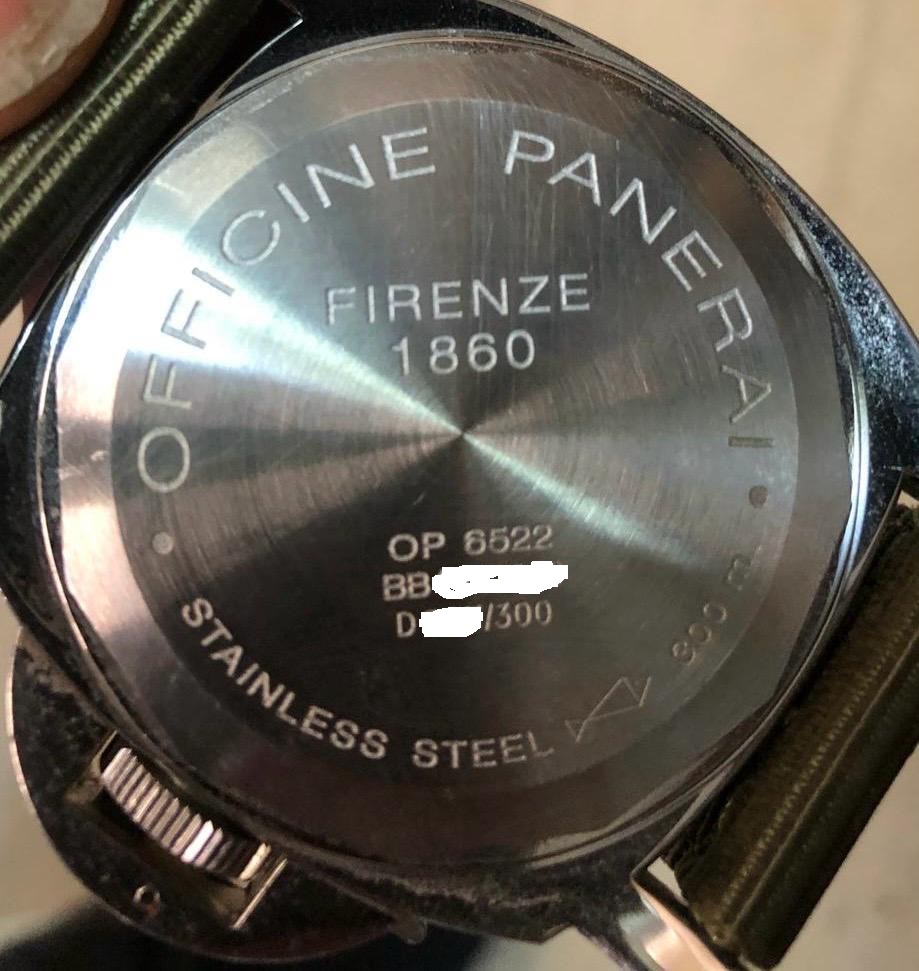 OFFICINE PANERAI
FIRENZE
1860
OP 6522
BB
D /300
STAINLESS STEEL
300 m